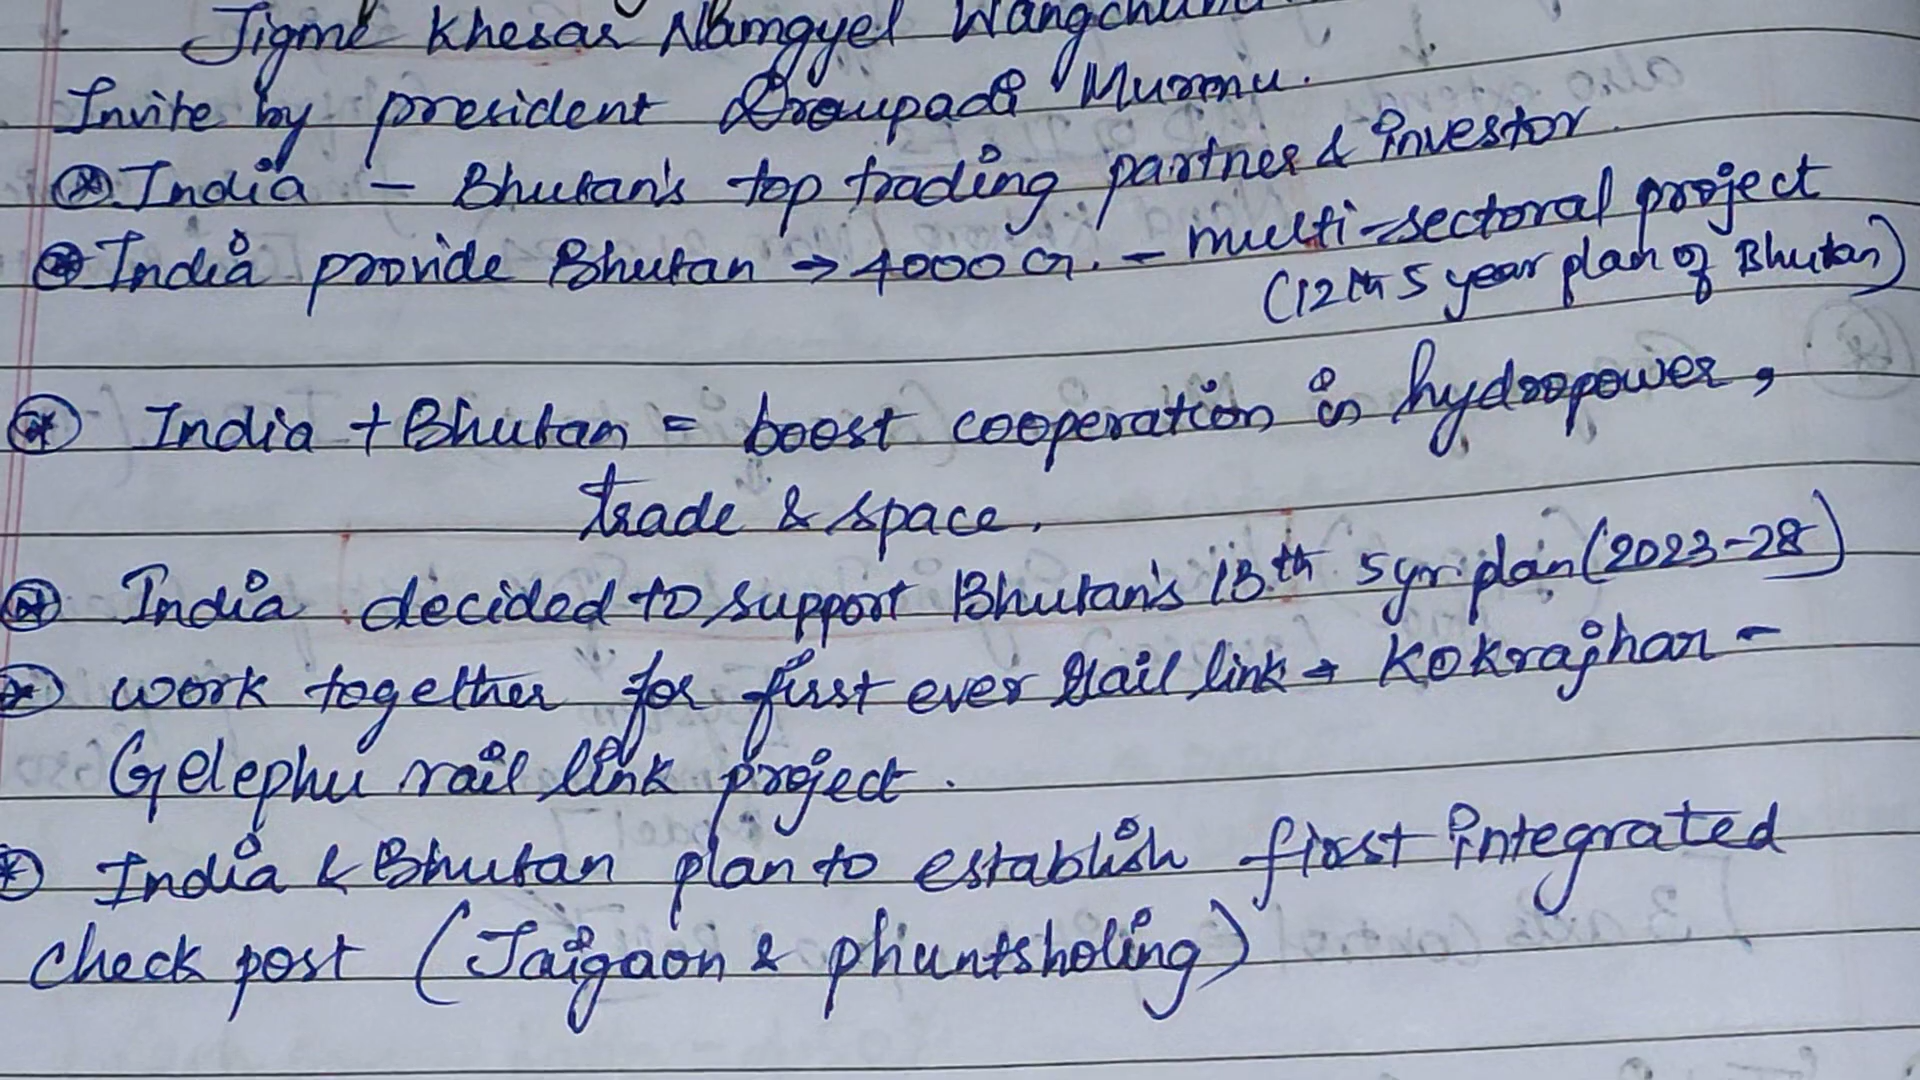 Jigme Khesar Namgyel Wangchuk
Invite by president Droupadi Murmu.
⊛ India - Bhutan's top trading partner & investor.
⊛ India provide Bhutan → 4000 cr. - multi-sectoral project
(12th 5 year plan of Bhutan)
⊛ India + Bhutan = boost cooperation in hydropower,
trade & space.
⊛ India decided to support Bhutan's 13th 5yr plan (2023-28)
⊛ work together for first ever rail link → Kokrajhar -
Gelephu rail link project.
⊛ India & Bhutan plan to establish first integrated
check post (Jaigaon & phuntsholing)